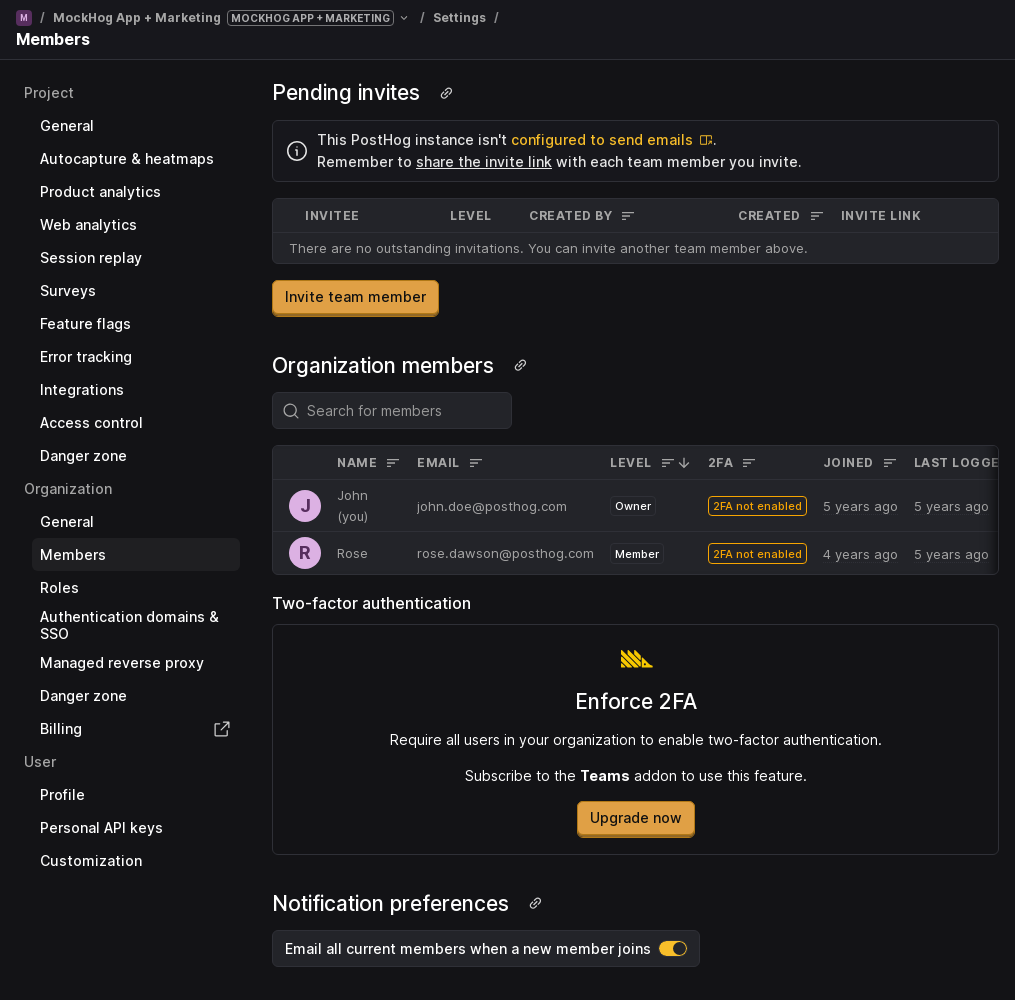 M / MockHog App + Marketing MOCKHOG APP + MARKETING / Settings /
Members
Project
General
Autocapture & heatmaps
Product analytics
Web analytics
Session replay
Surveys
Feature flags
Error tracking
Integrations
Access control
Danger zone
Organization
General
Members
Roles
Authentication domains &
SSO
Managed reverse proxy
Danger zone
Billing
User
Profile
Personal API keys
Customization
Pending invites
This PostHog instance isn't configured to send emails .
Remember to share the invite link with each team member you invite.
INVITEE LEVEL CREATED BY CREATED INVITE LINK
There are no outstanding invitations. You can invite another team member above.
Invite team member
Organization members
Search for members
NAME EMAIL LEVEL 2FA JOINED LAST LOGGE
J John
(you) john.doe@posthog.com Owner 2FA not enabled 5 years ago 5 years ago
R Rose rose.dawson@posthog.com Member 2FA not enabled 4 years ago 5 years ago
Two-factor authentication
Enforce 2FA
Require all users in your organization to enable two-factor authentication.
Subscribe to the Teams addon to use this feature.
Upgrade now
Notification preferences
Email all current members when a new member joins